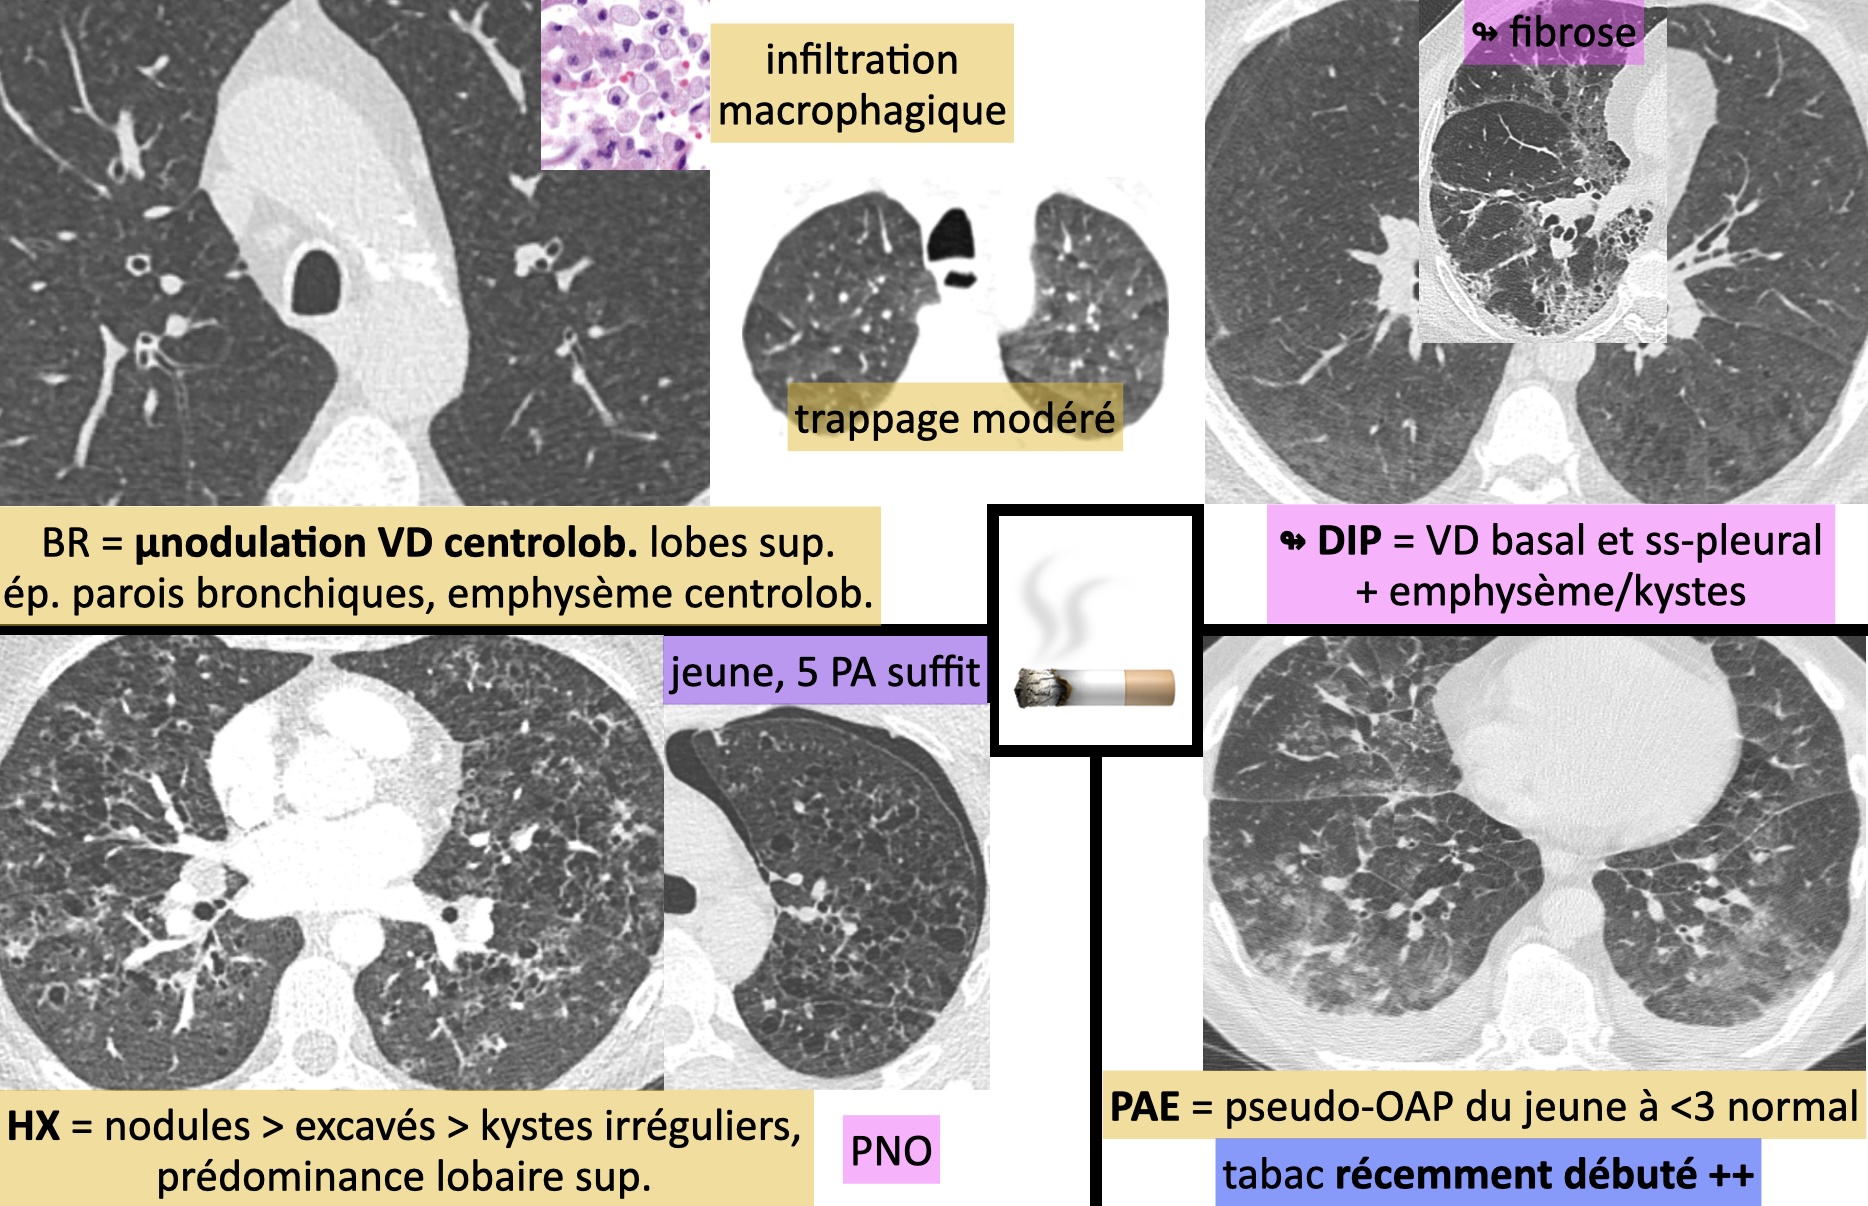 infiltration
macrophagique
↬ fibrose
trappage modéré
BR = µnodulation VD centrolob. lobes sup.
ép. parois bronchiques, emphysème centrolob.
↬ DIP = VD basal et ss-pleural
+ emphysème/kystes
jeune, 5 PA suffit
HX = nodules > excavés > kystes irréguliers,
prédominance lobaire sup.
PNO
PAE = pseudo-OAP du jeune à <3 normal
tabac récemment débuté ++